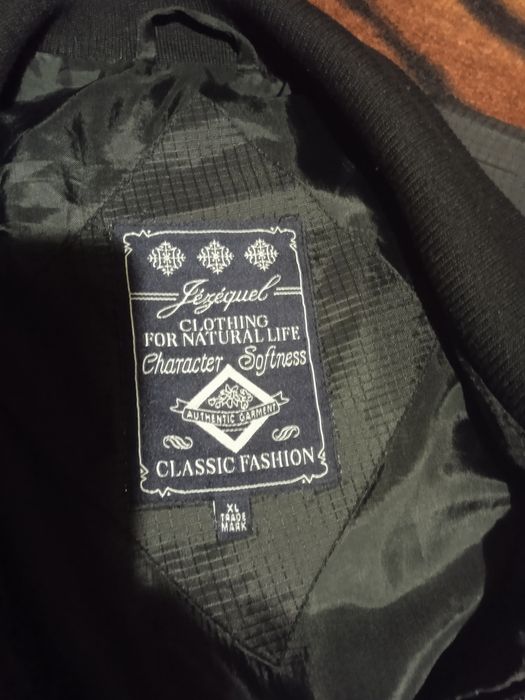 Jézéquel
CLOTHING
FOR NATURAL LIFE
Character Softness
AUTHENTIC GARMENT
CLASSIC FASHION
XL
TRADE
MARK